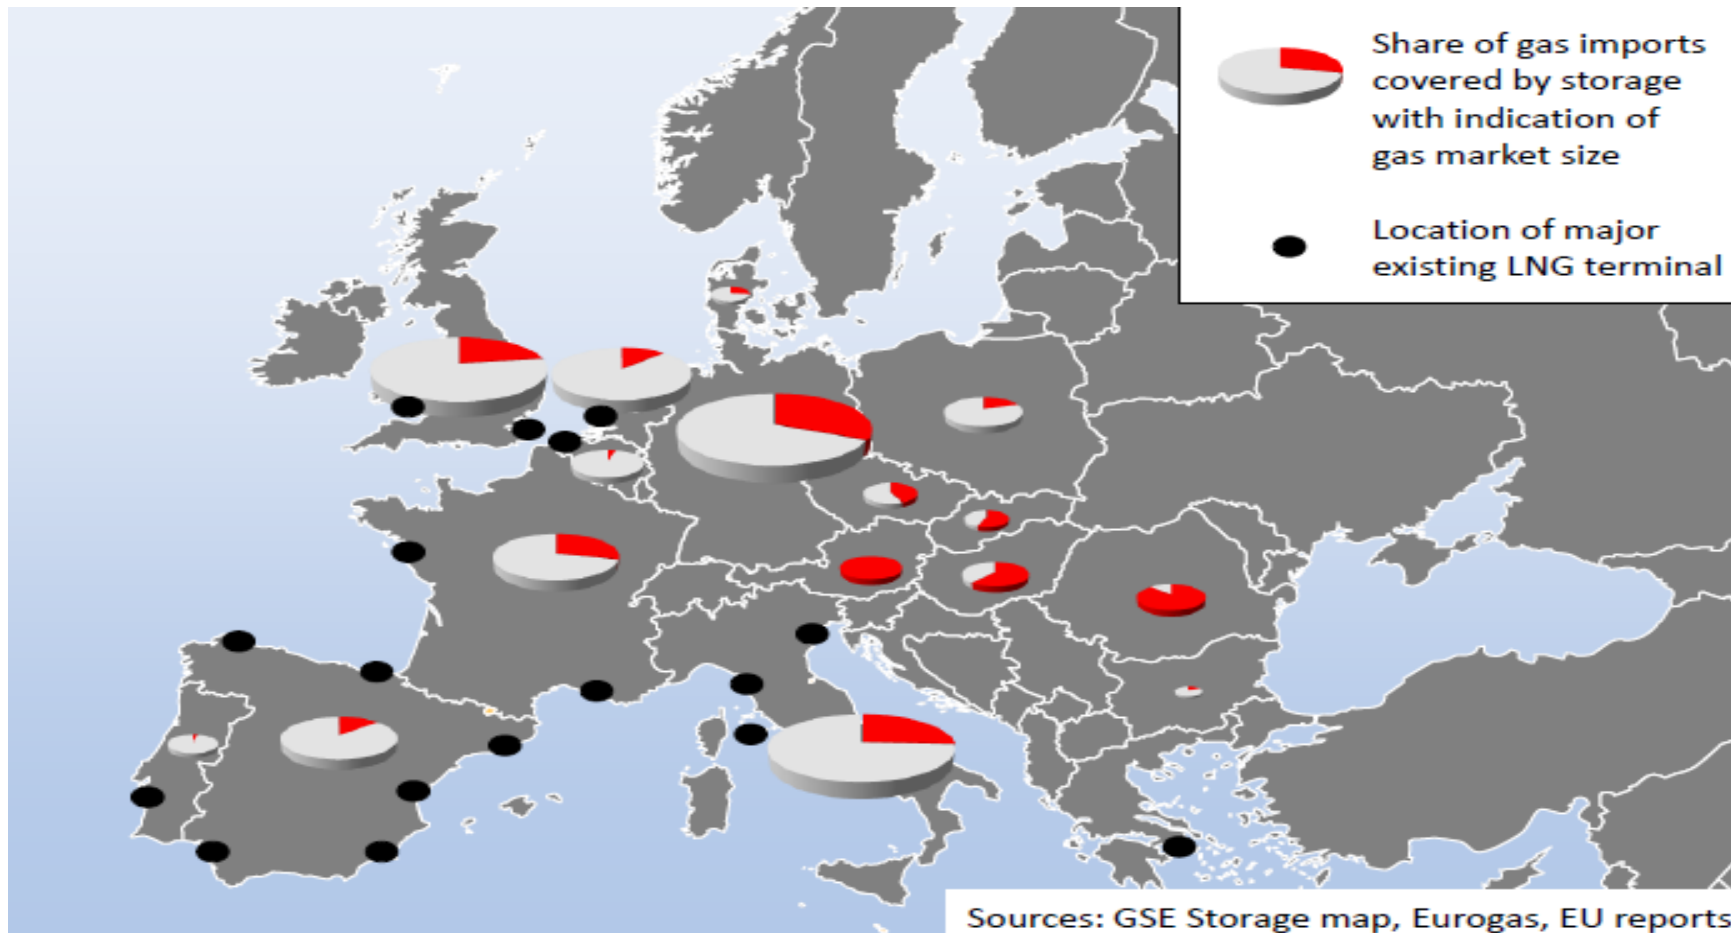 Share of gas imports
covered by storage
with indication of
gas market size
Location of major
existing LNG terminal
Sources: GSE Storage map, Eurogas, EU reports